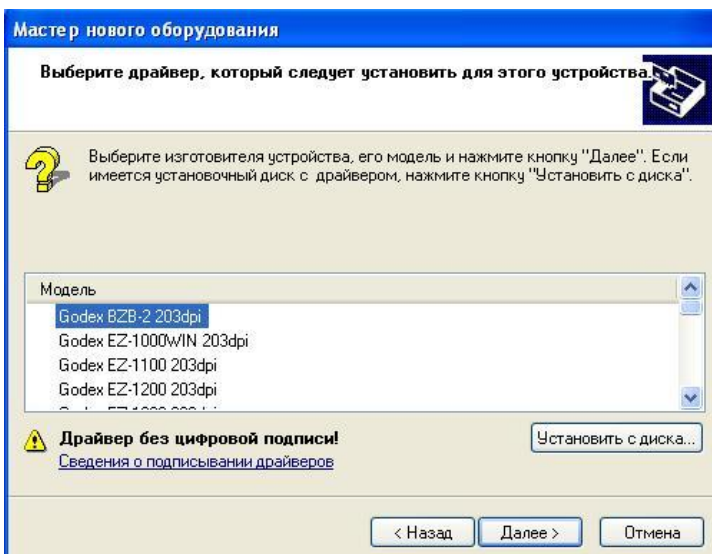 Мастер нового оборудования
Выберите драйвер, который следует установить для этого устройства.
Выберите изготовителя устройства, его модель и нажмите кнопку "Далее". Если
имеется установочный диск с драйвером, нажмите кнопку "Установить с диска".
Модель
Godex BZB-2 203dpi
Godex EZ-1000WIN 203dpi
Godex EZ-1100 203dpi
Godex EZ-1200 203dpi
Драйвер без цифровой подписи!
Установить с диска...
Сведения о подписывании драйверов
< Назад
Далее >
Отмена